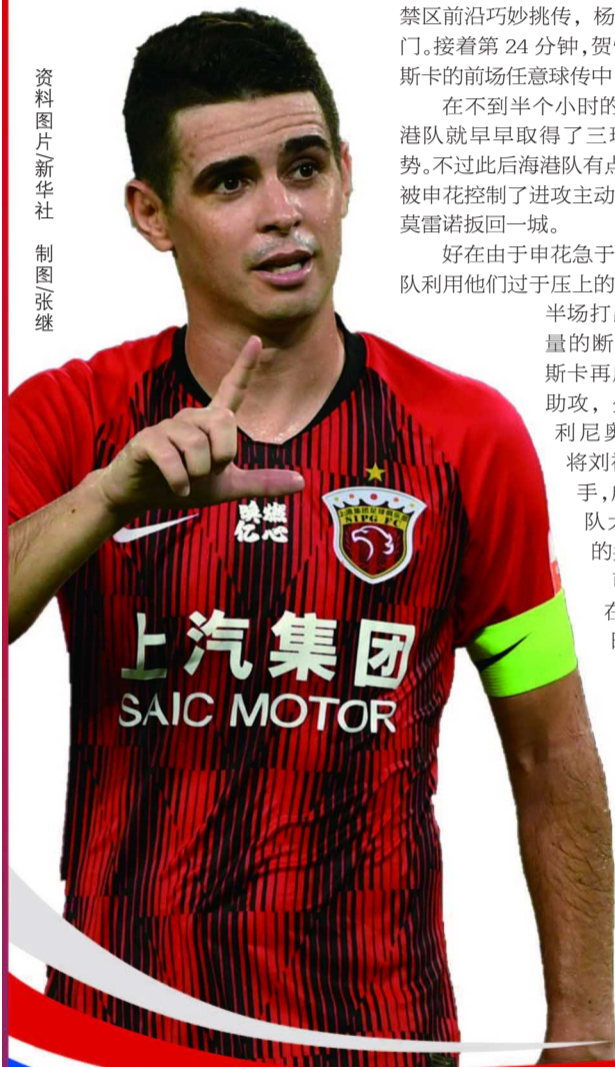 资料图片/新华社 制图/张继
禁区前沿巧妙挑传，杨
门。接着第 24 分钟，贺
斯卡的前场任意球传中
在不到半个小时的
港队就早早取得了三球
势。不过此后海港队有点
被申花控制了进攻主动
莫雷诺扳回一城。
好在由于申花急于
队利用他们过于压上的
半场打
量的断
斯卡再
助攻，
利尼奥
将刘
手，
队大
的
在
SIPG FC
上汽集团
SAIC MOTOR